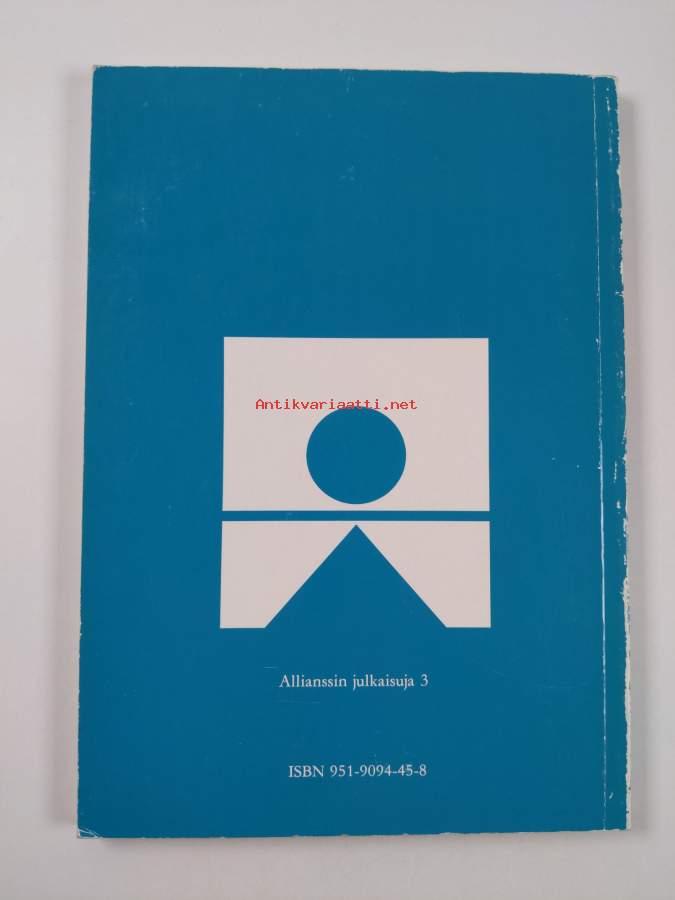 Antikvariaatti.net
Allianssin julkaisuja 3
ISBN 951-9094-45-8